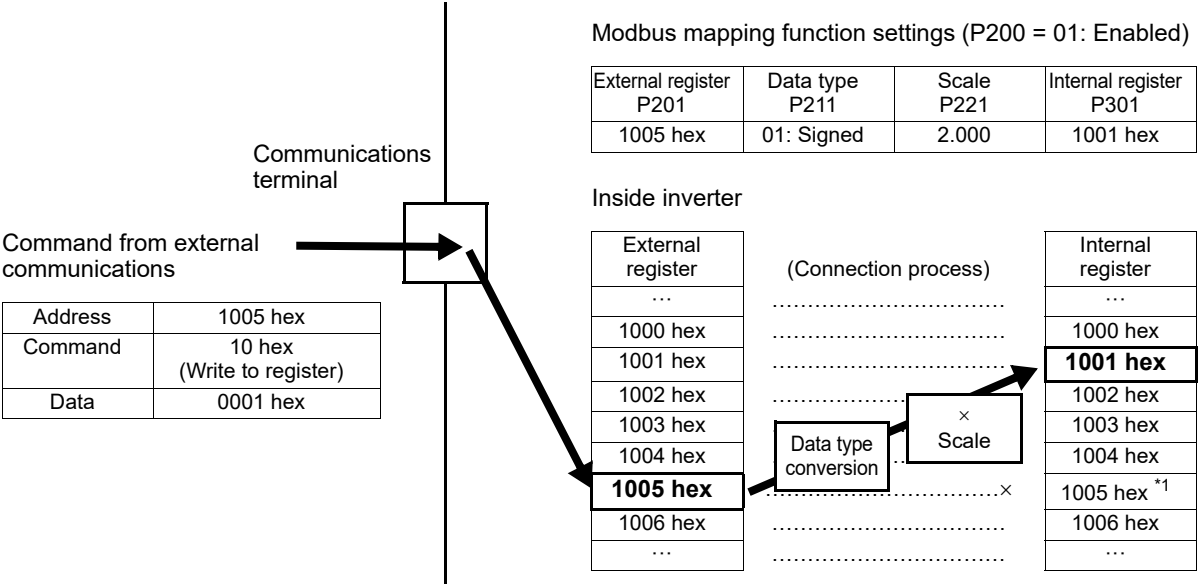 Modbus mapping function settings (P200 = 01: Enabled)
External register Data type Scale Internal register
P201 P211 P221 P301
1005 hex 01: Signed 2.000 1001 hex
Communications
terminal
Inside inverter
Command from external
communications
Address 1005 hex
Command 10 hex
(Write to register)
Data 0001 hex
External
register
...
1000 hex
1001 hex
1002 hex
1003 hex
1004 hex
1005 hex
1006 hex
...
(Connection process)
Data type
conversion
×
Scale
×
Internal
register
...
1000 hex
1001 hex
1002 hex
1003 hex
1004 hex
1005 hex *1
1006 hex
...